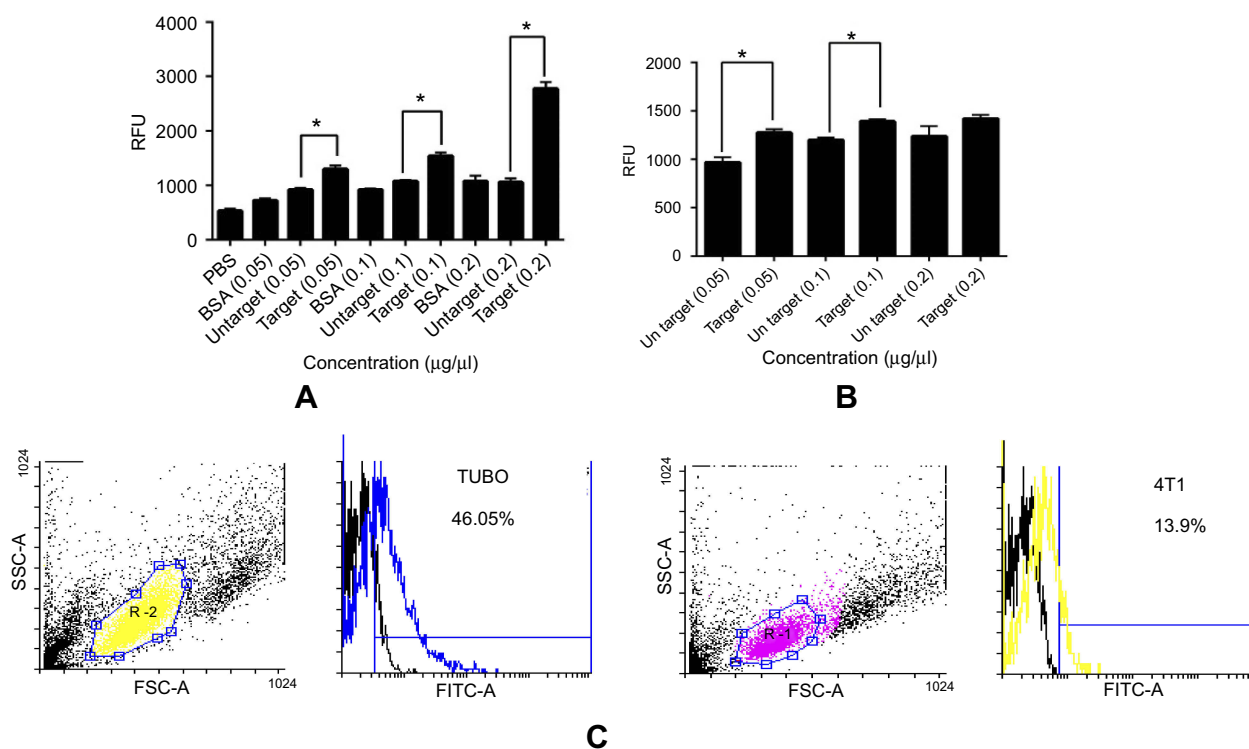 4000
3000
2000
1000
0
RFU
*
*
*
PBS
BSA (0.05)
Untarget (0.05)
Target (0.05)
BSA (0.1)
Untarget (0.1)
Target (0.1)
BSA (0.2)
Untarget (0.2)
Target (0.2)
Concentration (μg/μl)
A
2000
1500
1000
500
0
RFU
*
*
Un target (0.05)
Target (0.05)
Un target (0.1)
Target (0.1)
Un target (0.2)
Target (0.2)
Concentration (μg/μl)
B
1024
SSC-A
R -2
FSC-A
1024
TUBO
46.05%
FITC-A
1024
SSC-A
R -1
FSC-A
1024
4T1
13.9%
FITC-A
C